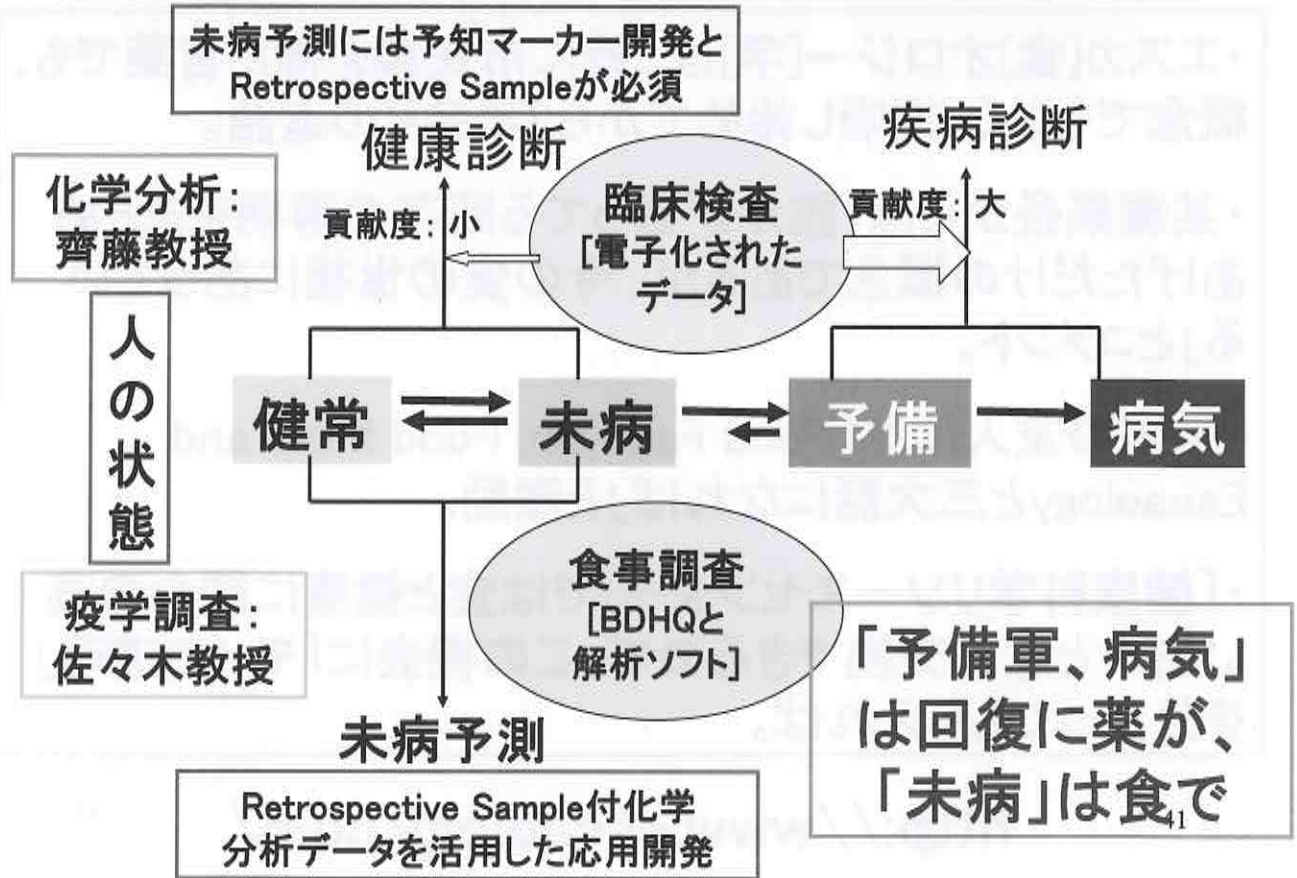 未病予測には予知マーカー開発と
Retrospective Sampleが必須
健康診断
疾病診断
化学分析:
齊藤教授
貢献度: 小
臨床検査
[電子化された
データ]
貢献度: 大
人の状態
健常
未病
予備
病気
疫学調査:
佐々木教授
食事調査
[BDHQと
解析ソフト]
未病予測
「予備軍、病気」
は回復に薬が、
「未病」は食で
41
Retrospective Sample付化学
分析データを活用した応用開発